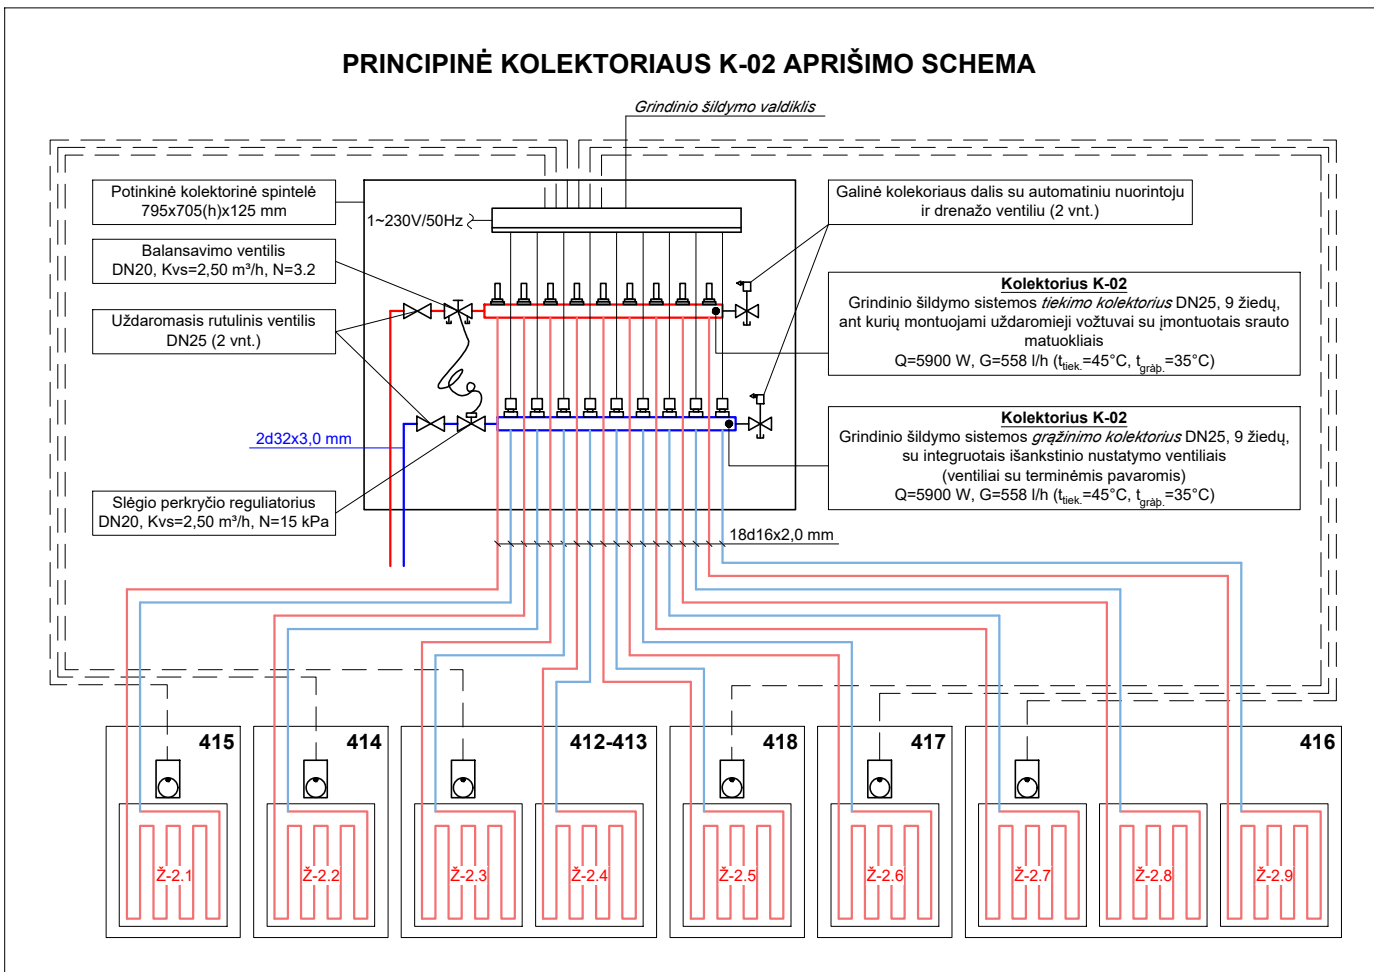 PRINCIPINĖ KOLEKTORIAUS K-02 APRIŠIMO SCHEMA
Grindinio šildymo valdiklis
Potinkinė kolektorinė spintelė
795x705(h)x125 mm
1~230V/50Hz
Galinė kolekoriaus dalis su automatiniu nuorintoju
ir drenažo ventiliu (2 vnt.)
Balansavimo ventilis
DN20, Kvs=2,50 m³/h, N=3.2
Uždaromasis rutulinis ventilis
DN25 (2 vnt.)
Kolektorius K-02
Grindinio šildymo sistemos tiekimo kolektorius DN25, 9 žiedų,
ant kurių montuojami uždaromieji vožtuvai su įmontuotais srauto
matuokliais
Q=5900 W, G=558 l/h (ttiek.=45°C, tgrąþ.=35°C)
2d32x3,0 mm
Kolektorius K-02
Grindinio šildymo sistemos grąžinimo kolektorius DN25, 9 žiedų,
su integruotais išankstinio nustatymo ventiliais
(ventiliai su terminėmis pavaromis)
Q=5900 W, G=558 l/h (ttiek.=45°C, tgrąþ.=35°C)
Slėgio perkryčio reguliatorius
DN20, Kvs=2,50 m³/h, N=15 kPa
18d16x2,0 mm
415
414
412-413
418
417
416
Ž-2.1
Ž-2.2
Ž-2.3
Ž-2.4
Ž-2.5
Ž-2.6
Ž-2.7
Ž-2.8
Ž-2.9